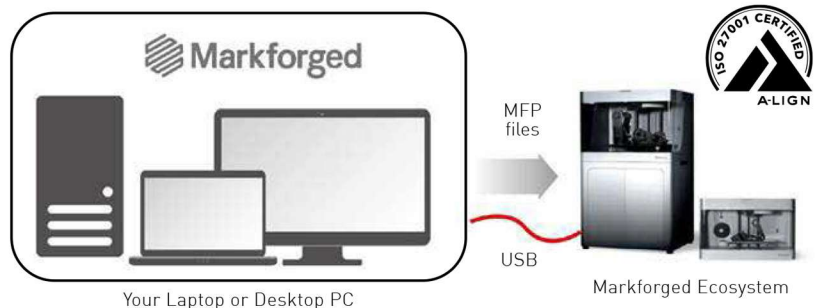 Markforged
ISO 27001 CERTIFIED
A-LIGN
MFP
files
USB
Your Laptop or Desktop PC
Markforged Ecosystem